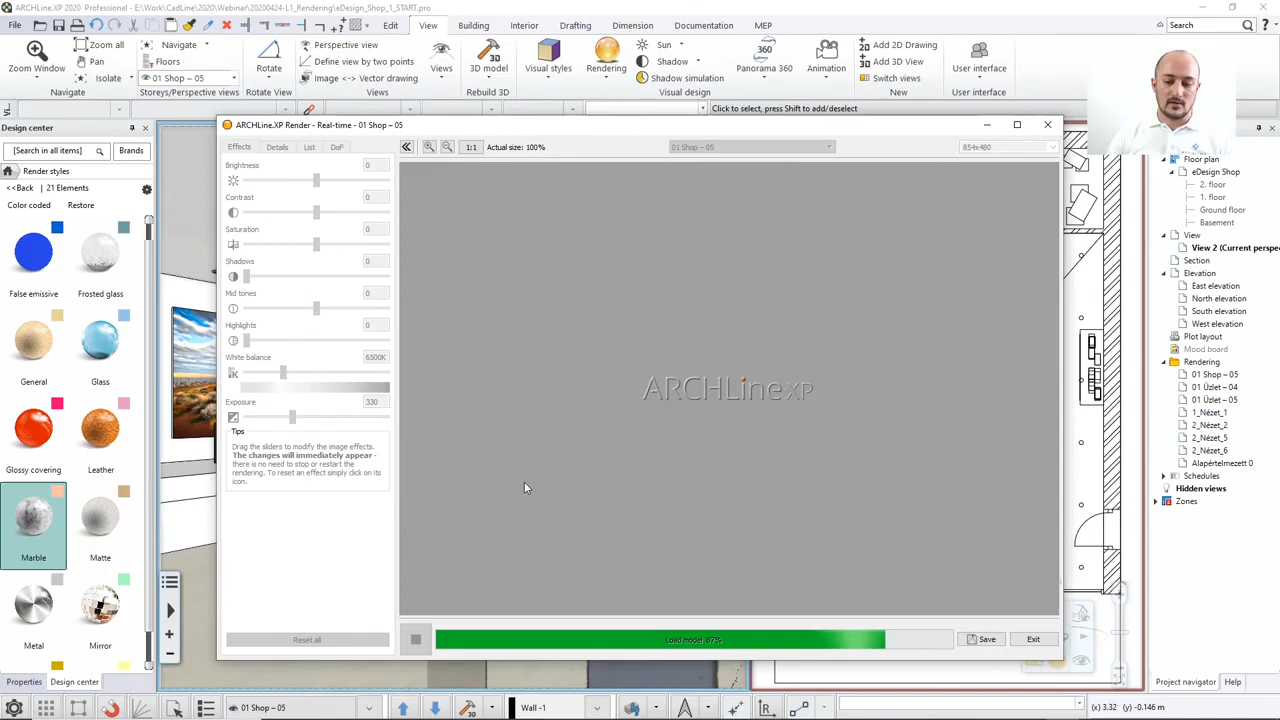 ARCHLine.XP 2020 Professional - E:\Work\CadLine\Webinar\20200424-L1_Rendering\eDesign_Shop_1_START.pro
File Edit View Building Interior Drafting Dimension Documentation MEP Search
Zoom Window
Zoom all
Pan
Isolate
Navigate
Navigate
Floors
01 Shop – 05
Storeys/Perspective views
Rotate
Rotate View
Perspective view
Define view by two points
Image <-> Vector drawing
Views
Views
3D model
Rebuild 3D
Visual styles
Rendering
Sun
Shadow
Shadow simulation
Visual design
Panorama 360
Animation
Add 2D Drawing
Add 3D View
Switch views
New
User interface
User interface
Click to select, press Shift to add/deselect
Design center
[Search in all items]
Brands
Render styles
<<Back 21 Elements
Color coded Restore
False emissive Frosted glass
General Glass
Glossy covering Leather
Marble Matte
Metal Mirror
Properties Design center
ARCHLine.XP Render - Real-time - 01 Shop – 05
Effects Details List DoF
1:1 Actual size: 100% 01 Shop – 05 854x480
Brightness 0
Contrast 0
Saturation 0
Shadows 0
Mid tones 0
Highlights 0
White balance 6500K
K
Exposure 330
Tips
Drag the sliders to modify the image effects.
The changes will immediately appear -
there is no need to stop or restart the
rendering. To reset an effect simply click on its
icon.
Reset all
ARCHLine.XP
Load model 87%
Save
Exit
Floor plan
eDesign Shop
2. floor
1. floor
Ground floor
Basement
View
View 2 (Current perspe
Section
Elevation
East elevation
North elevation
South elevation
West elevation
Plot layout
Mood board
Rendering
01 Shop – 05
01 Üzlet – 04
01 Üzlet – 05
1_Nézet_1
2_Nézet_2
2_Nézet_5
2_Nézet_6
Alapértelmezett 0
Schedules
Hidden views
Zones
Project navigator Help
01 Shop – 05
Wall -1
x) 3.32 y) -0.146 m